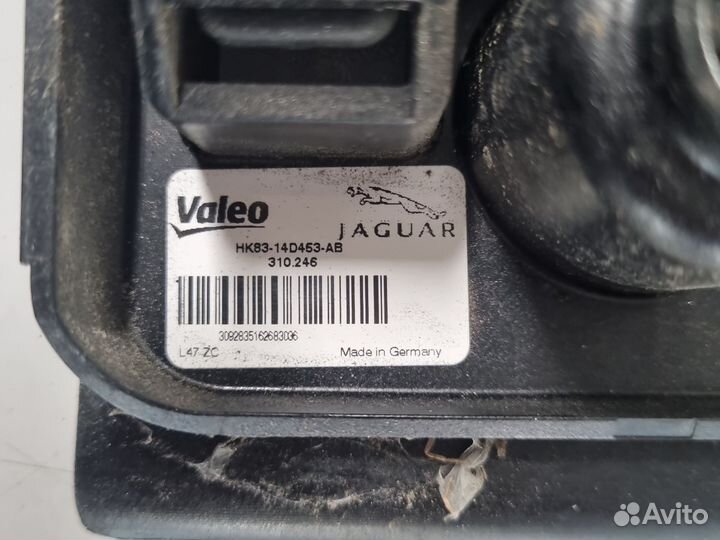 Valeo
JAGUAR
HK83-14D453-AB
310.246
3092835162683036
L47 ZC
Made in Germany
Avito